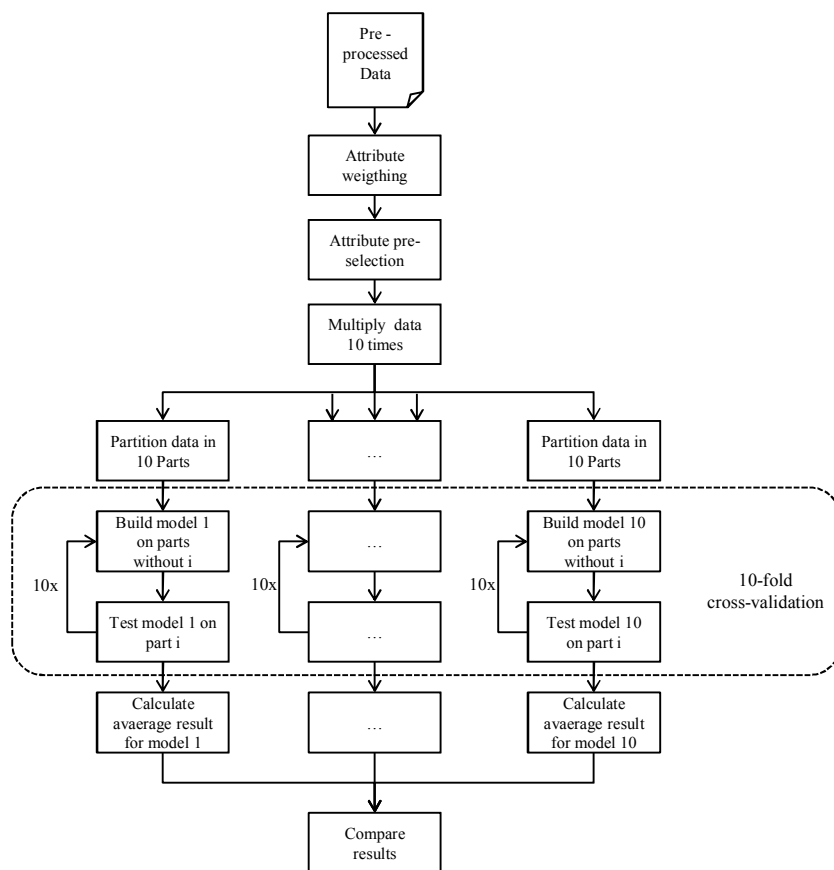 Pre -
processed
Data
Attribute
weigthing
Attribute pre-
selection
Multiply data
10 times
Partition data in
10 Parts
…
Partition data in
10 Parts
Build model 1
on parts
without i
…
Build model 10
on parts
without i
10x
10x
10x
10-fold
cross-validation
Test model 1 on
part i
…
Test model 10
on part i
Calculate
avaerage result
for model 1
…
Calculate
avaerage result
for model 10
Compare
results